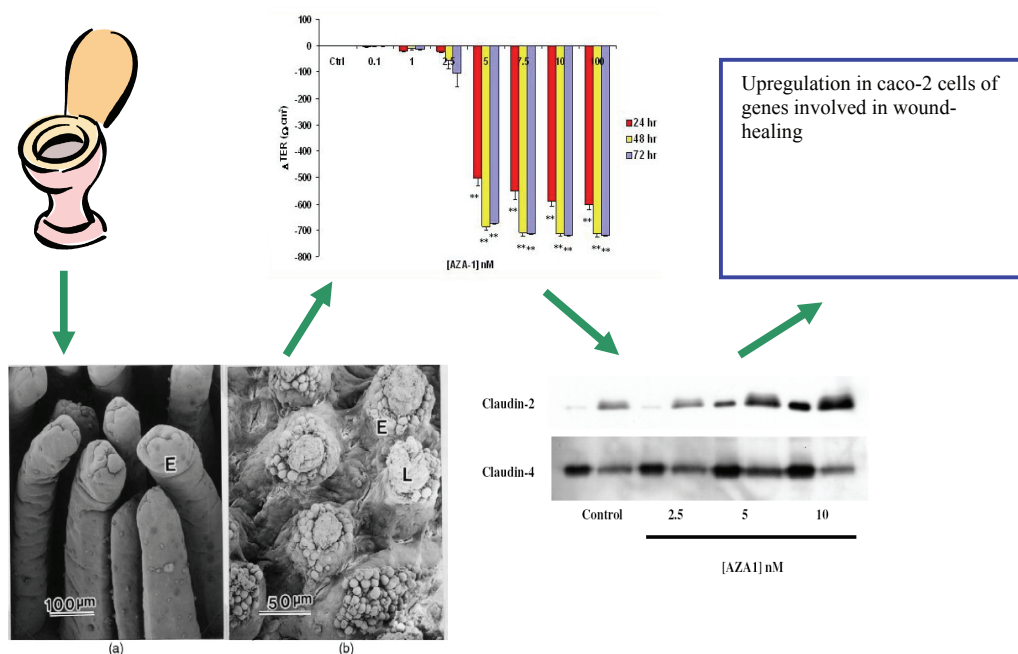 100
0
-100
-200
-300
-400
-500
-600
-700
-800
Δ TER (Ω cm²)
Ctrl 0.1 1 2.5 5 7.5 10 100
24 hr
48 hr
72 hr
** ** ** **
** ** ** ** ** ** ** **
[AZA-1] nM
Upregulation in caco-2 cells of
genes involved in wound-
healing
E
100µm
(a)
E
L
50µm
(b)
Claudin-2
Claudin-4
Control 2.5 5 10
[AZA1] nM